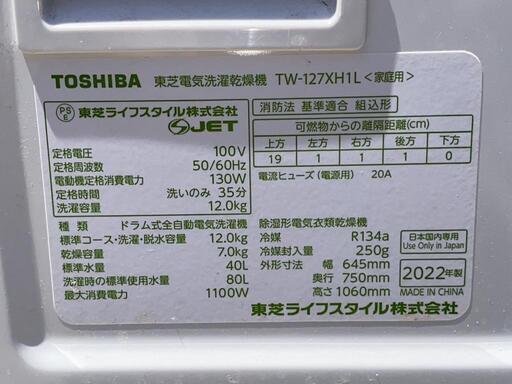 TOSHIBA 東芝電気洗濯乾燥機 TW-127XH1L <家庭用>
PS E 東芝ライフスタイル株式会社
S JET
定格電圧 100V
定格周波数 50/60Hz
電動機定格消費電力 130W
定格時間 洗いのみ 35分
洗濯容量 12.0kg
消防法 基準適合 組込形
可燃物からの離隔距離(cm)
上方 左方 右方 後方 下方
19 1 1 1 0
電流ヒューズ (電源用) 20A
ドラム式全自動電気洗濯機
標準コース・洗濯・脱水容量 12.0kg
乾燥容量 7.0kg
標準水量 40L
洗濯時の標準使用水量 80L
最大消費電力 1100W
除湿形電気衣類乾燥機
冷媒 R134a
冷媒封入量 250g
外形寸法 幅 645mm
奥行 750mm
高さ 1060mm
日本国内専用
Use Only in Japan
2022年製
MADE IN CHINA
東芝ライフスタイル株式会社